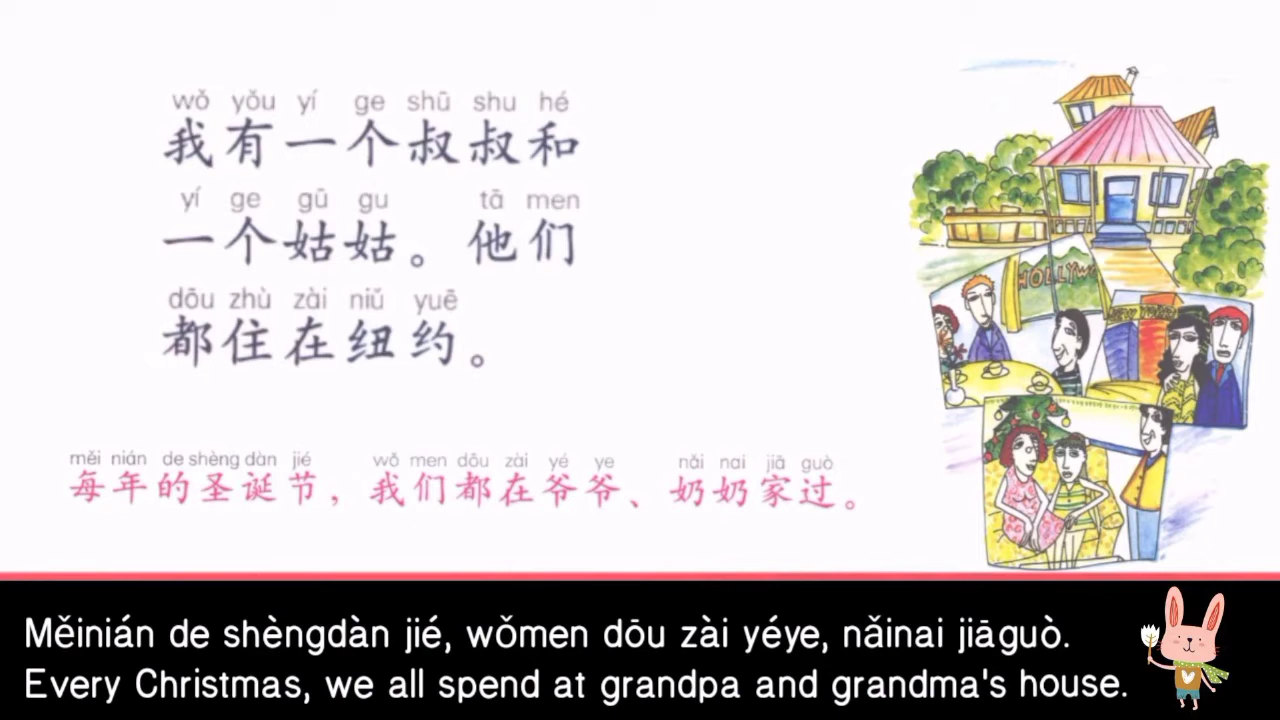 wǒ yǒu yí ge shū shu hé
我有一个叔叔和
yí ge gū gu tā men
一个姑姑。他们
dōu zhù zài niǔ yuē
都住在纽约。
měi nián de shèng dàn jié wǒ men dōu zài yé ye nǎi nai jiā guò
每年的圣诞节，我们都在爷爷、奶奶家过。
HOLLYW
Měinián de shèngdàn jié, wǒmen dōu zài yéye, nǎinai jiāguò.
Every Christmas, we all spend at grandpa and grandma's house.